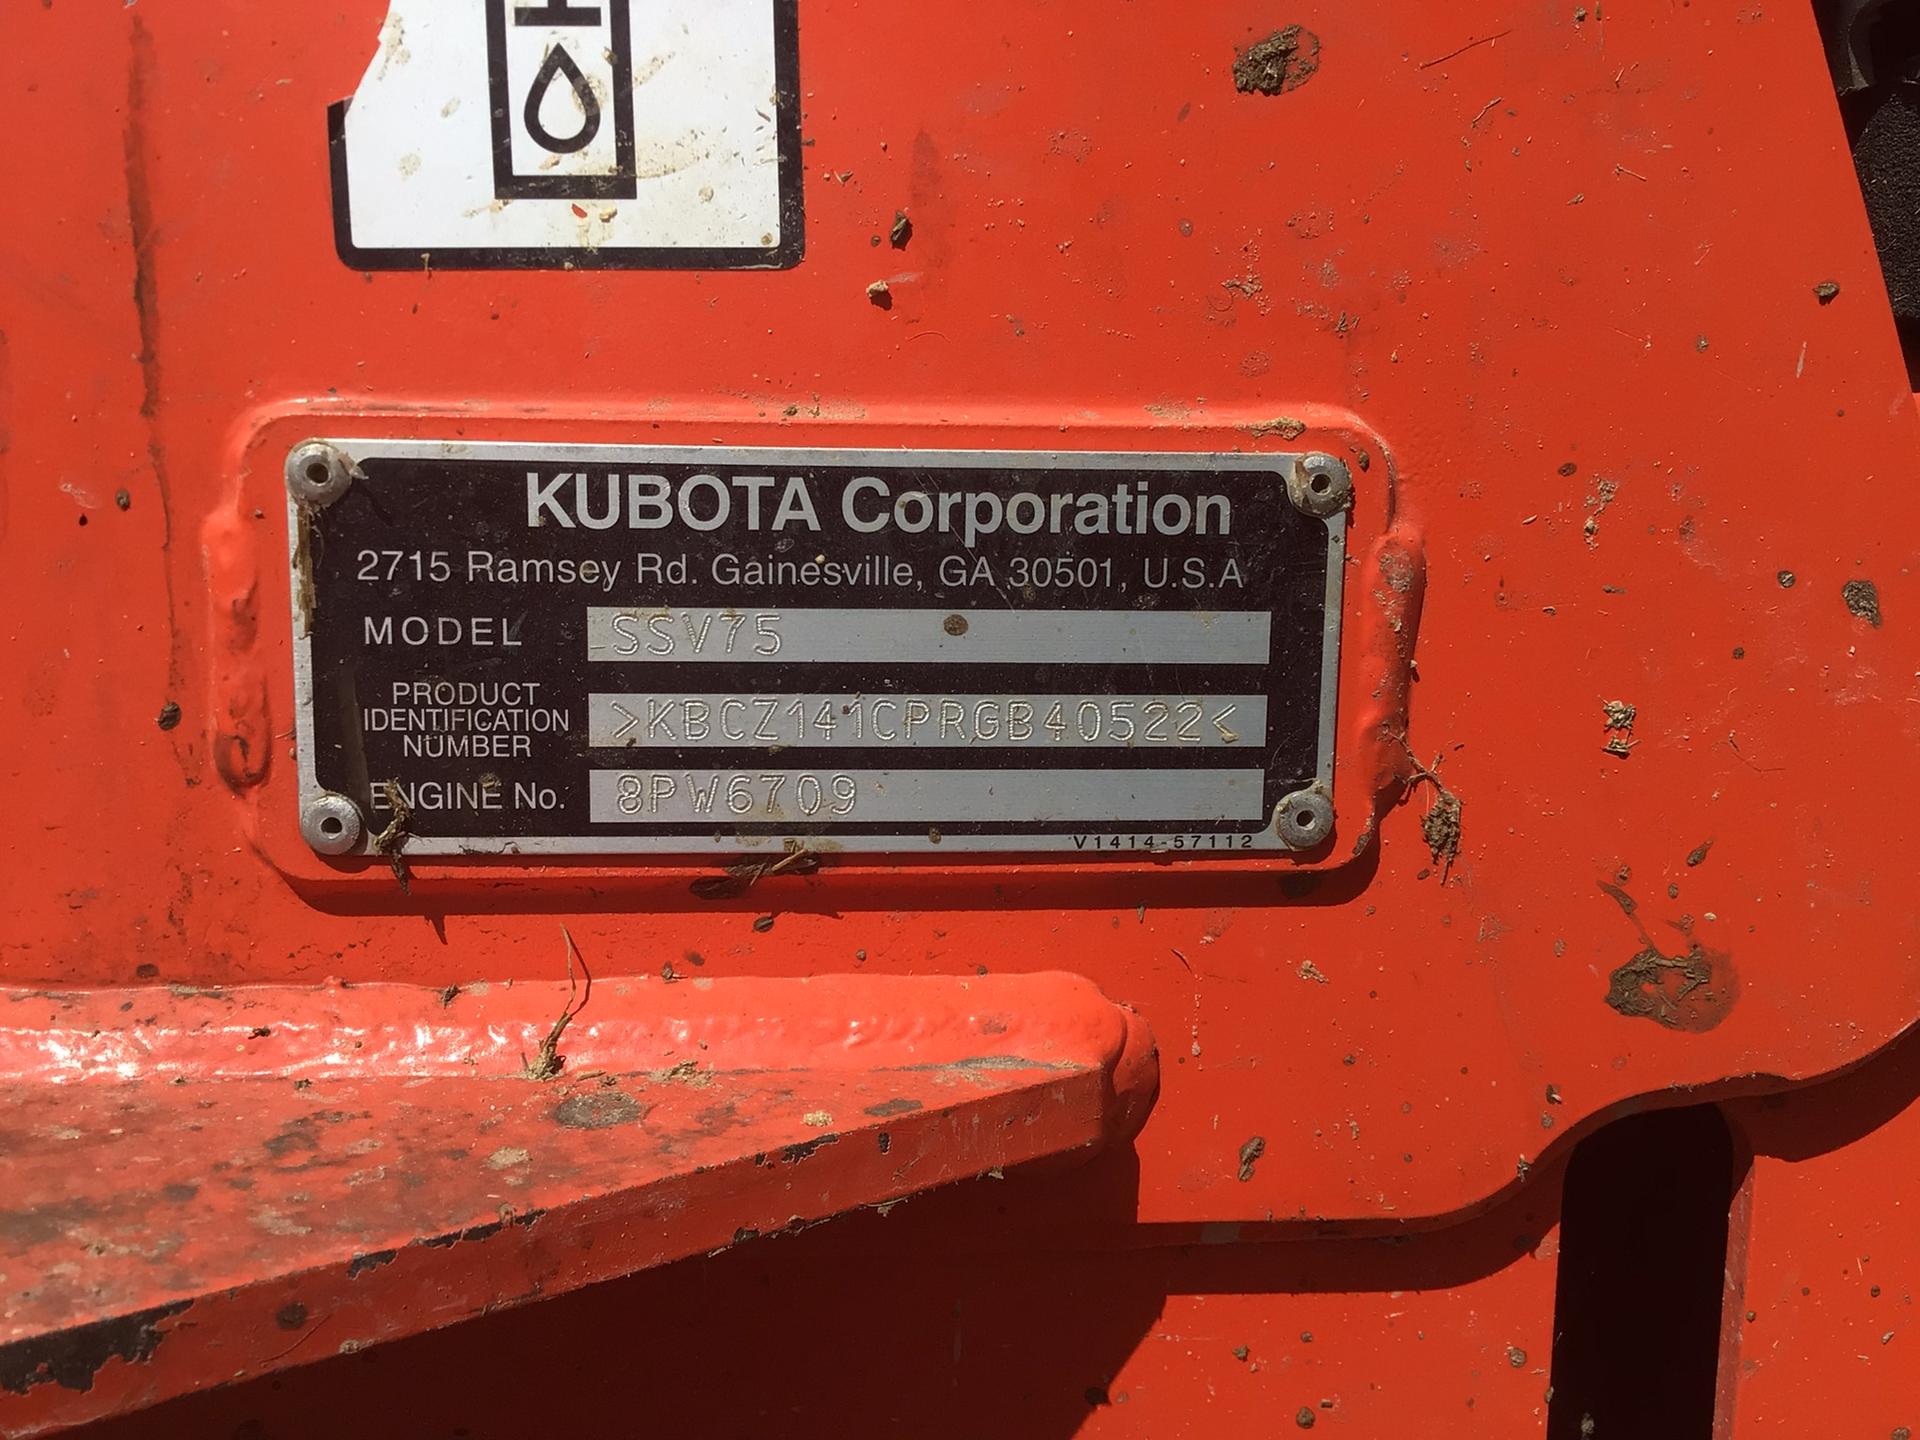 KUBOTA Corporation
2715 Ramsey Rd. Gainesville, GA 30501, U.S.A
MODEL SSV75
PRODUCT
IDENTIFICATION
NUMBER
>KBCZ141CPRGB40522<
ENGINE No. 8PW6709
V1414-57112